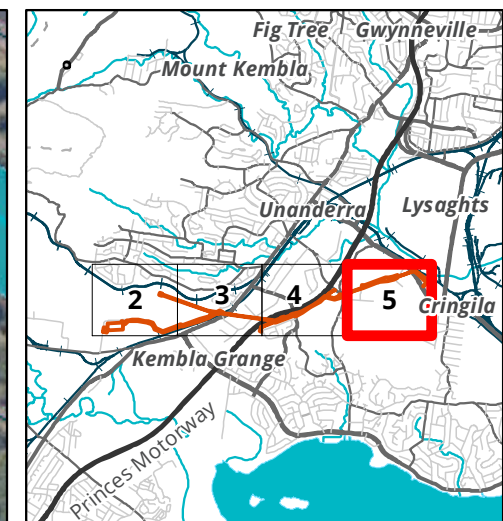 Fig Tree
Gwynneville
Mount Kembla
Unanderra
Lysaghts
2
3
4
5
Cringila
Kembla Grange
Princes Motorway